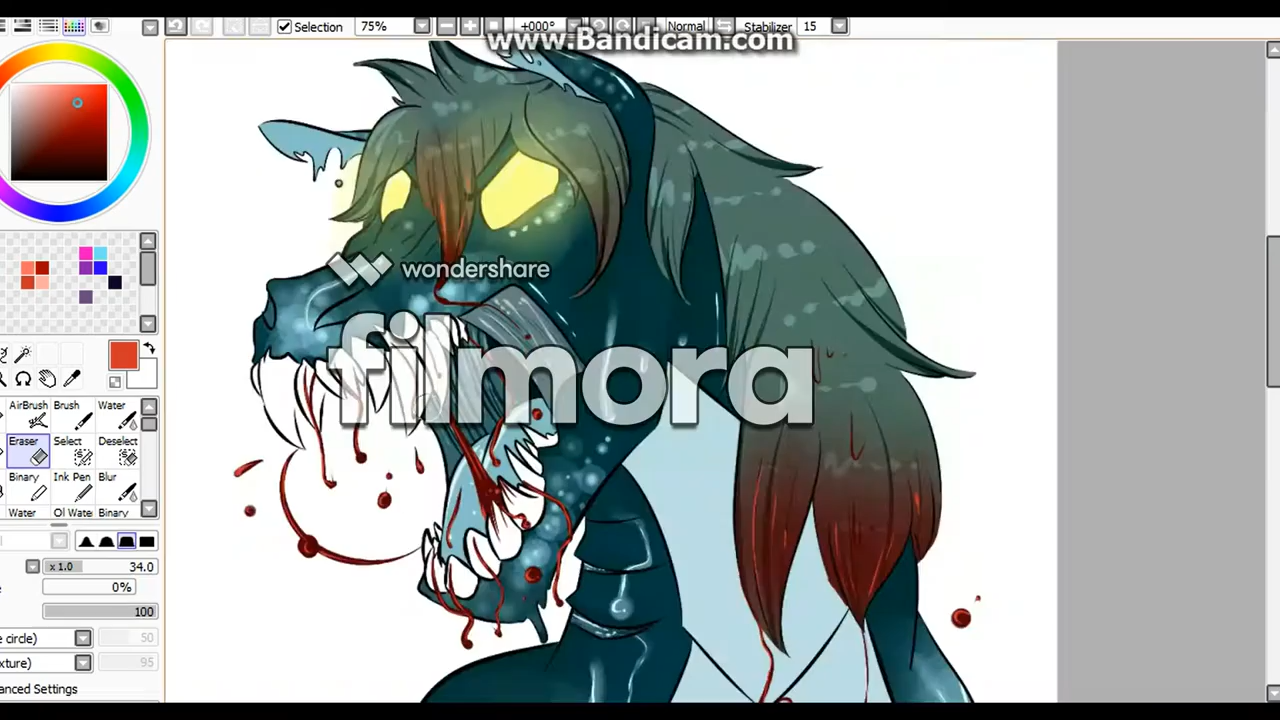 Selection 75% +000° Normal Stabilizer 15
www.Bandicam.com
wondershare
filmora
AirBrush Brush Water
Eraser Select Deselect
Binary Ink Pen Blur
Water Ol Wate Binary
x 1.0 34.0
0%
100
e circle) 50
xture) 95
anced Settings